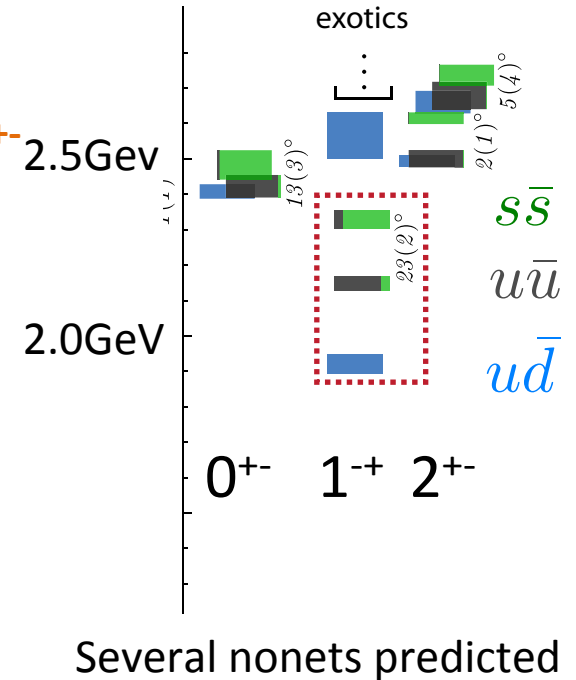 exotics
2.5Gev
2.0GeV
13(3)°
23(2)°
2(1)°
5(4)°
ss̅
uu̅
ud̅
0+-
1-+
2+-
Several nonets predicted